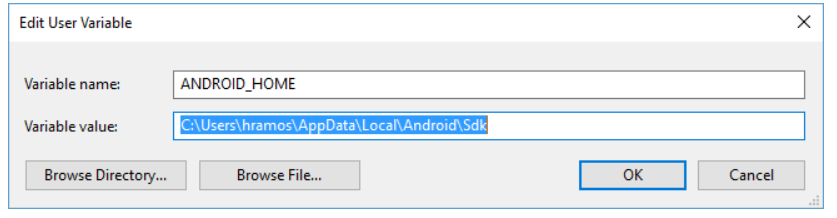 Edit User Variable
Variable name: ANDROID_HOME
Variable value: C:\Users\hramos\AppData\Local\Android\Sdk
Browse Directory... Browse File... OK Cancel